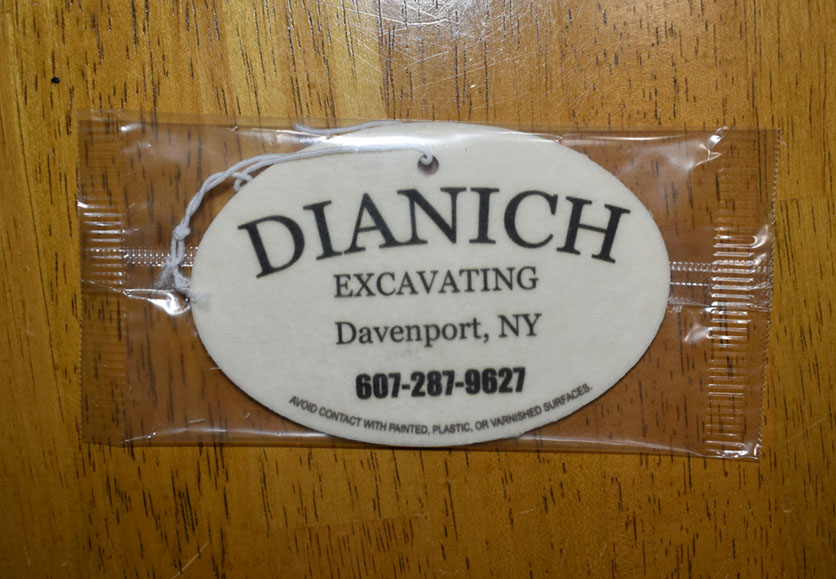 DIANICH
EXCAVATING
Davenport, NY
607-287-9627
AVOID CONTACT WITH PAINTED, PLASTIC, OR VARNISHED SURFACES.